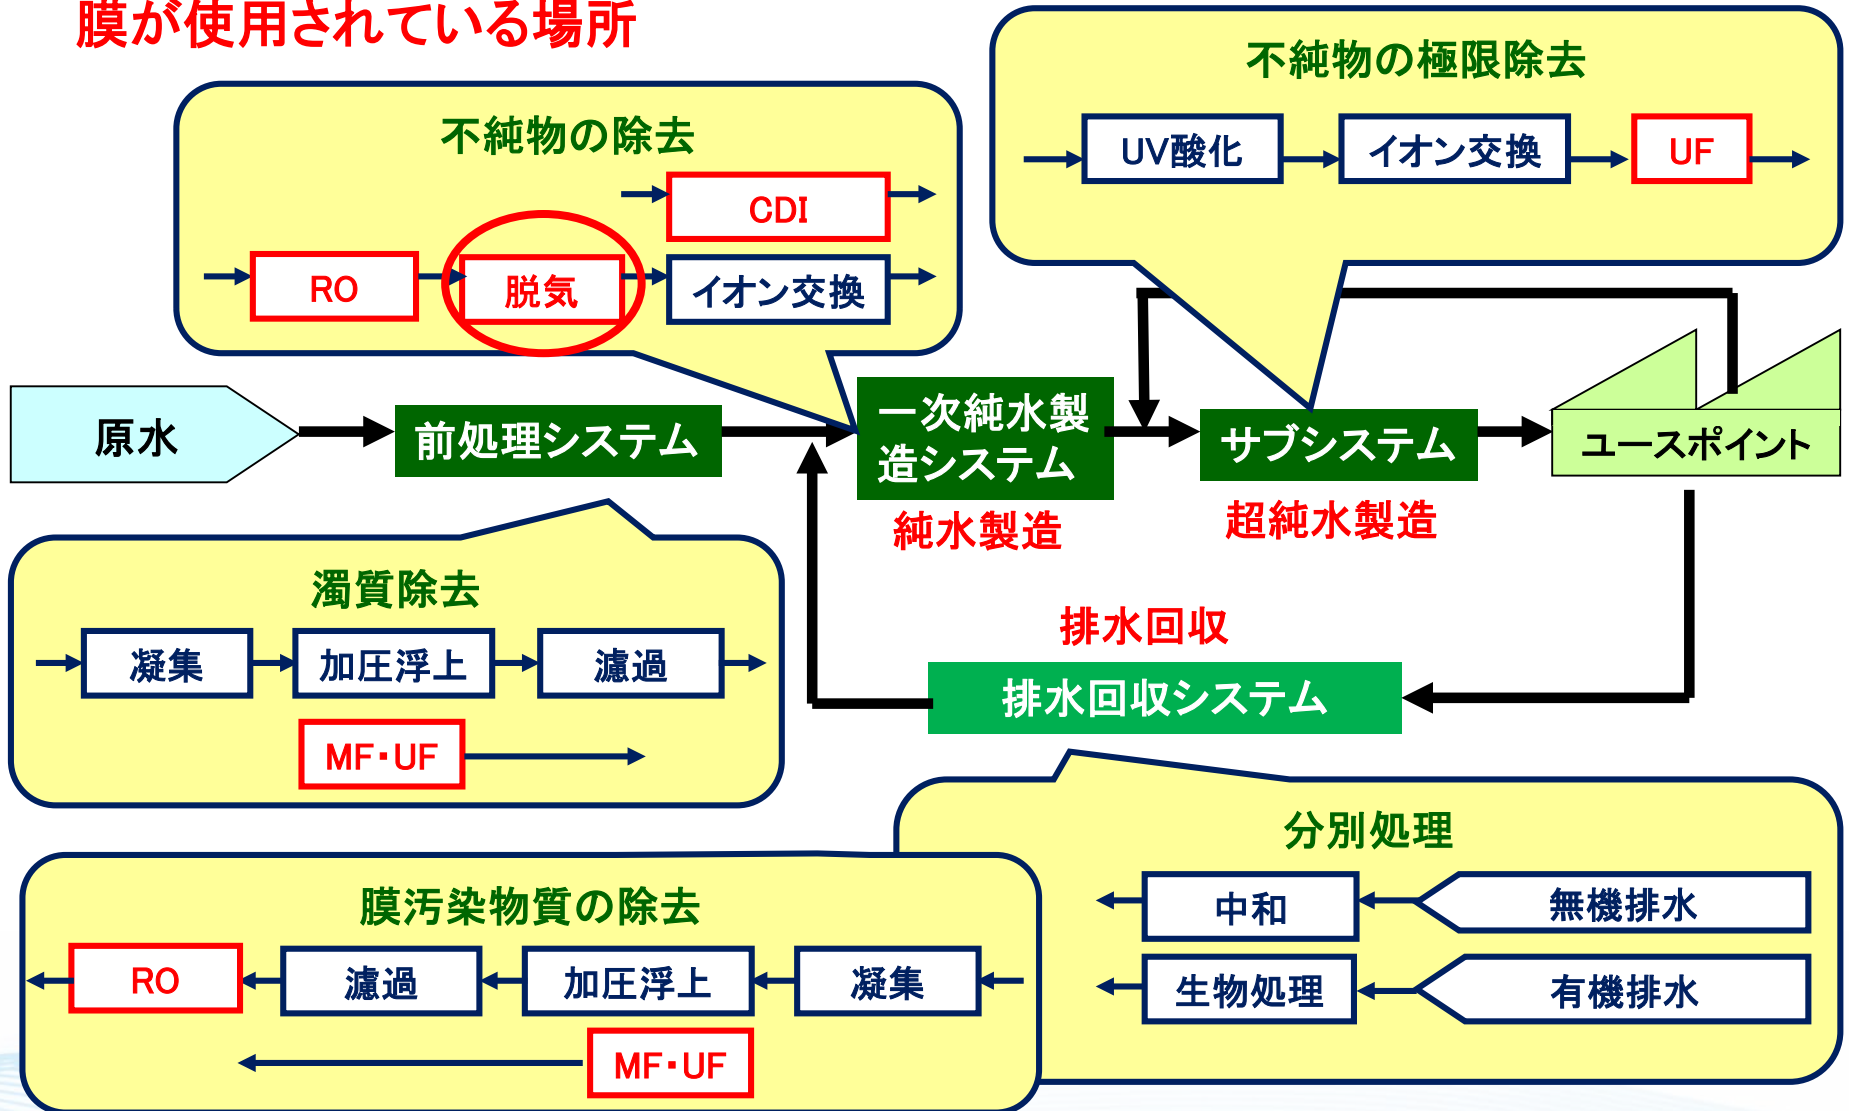 膜が使用されている場所
不純物の極限除去
UV酸化
イオン交換
UF
不純物の除去
CDI
RO
脱気
イオン交換
原水
前処理システム
一次純水製
造システム
純水製造
サブシステム
超純水製造
ユースポイント
濁質除去
凝集
加圧浮上
濾過
MF・UF
排水回収
排水回収システム
分別処理
中和
無機排水
生物処理
有機排水
膜汚染物質の除去
RO
濾過
加圧浮上
凝集
MF・UF